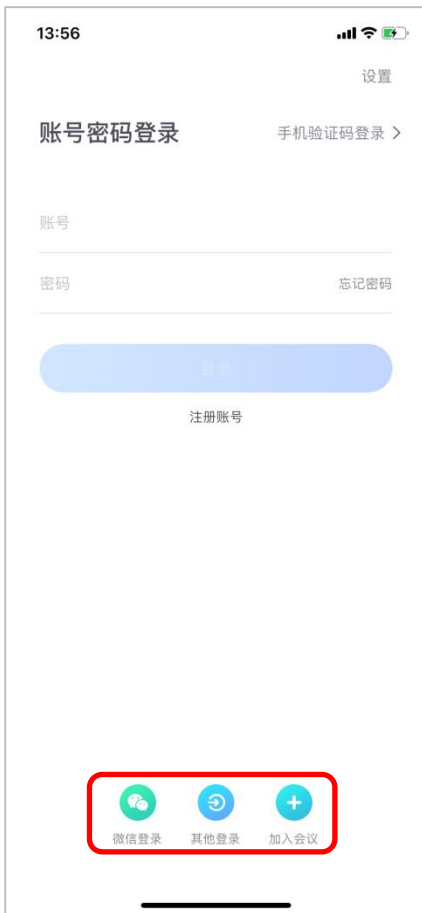 13:56
设置
账号密码登录
手机验证码登录 >
账号
密码
忘记密码
登录
注册账号
微信登录
其他登录
加入会议